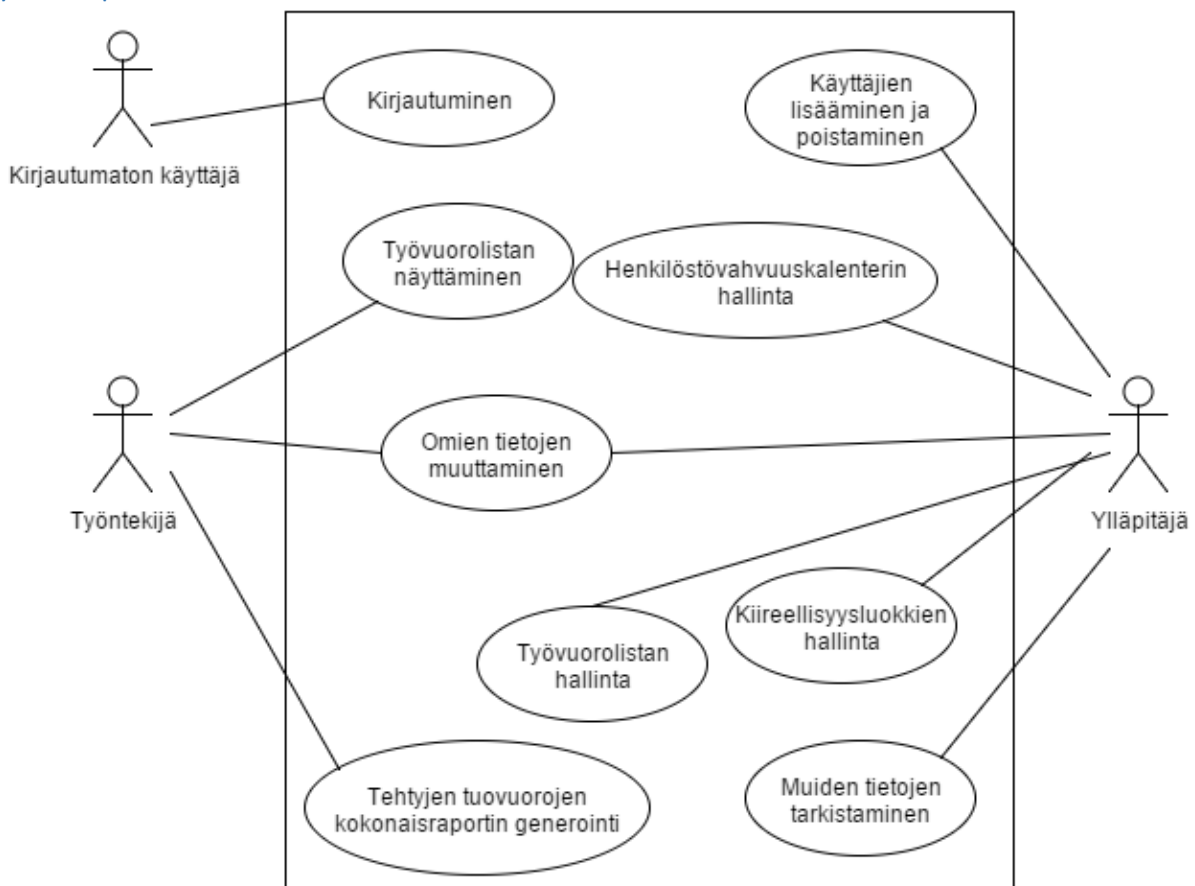 Kirjautuminen
Käyttäjien
lisääminen ja
poistaminen
Kirjautumaton käyttäjä
Työvuorolistan
näyttäminen
Henkilöstövahvuuskalenterin
hallinta
Omien tietojen
muuttaminen
Työntekijä
Ylläpitäjä
Työvuorolistan
hallinta
Kiireellisyysluokkien
hallinta
Tehtyjen tuovuorojen
kokonaisraportin generointi
Muiden tietojen
tarkistaminen